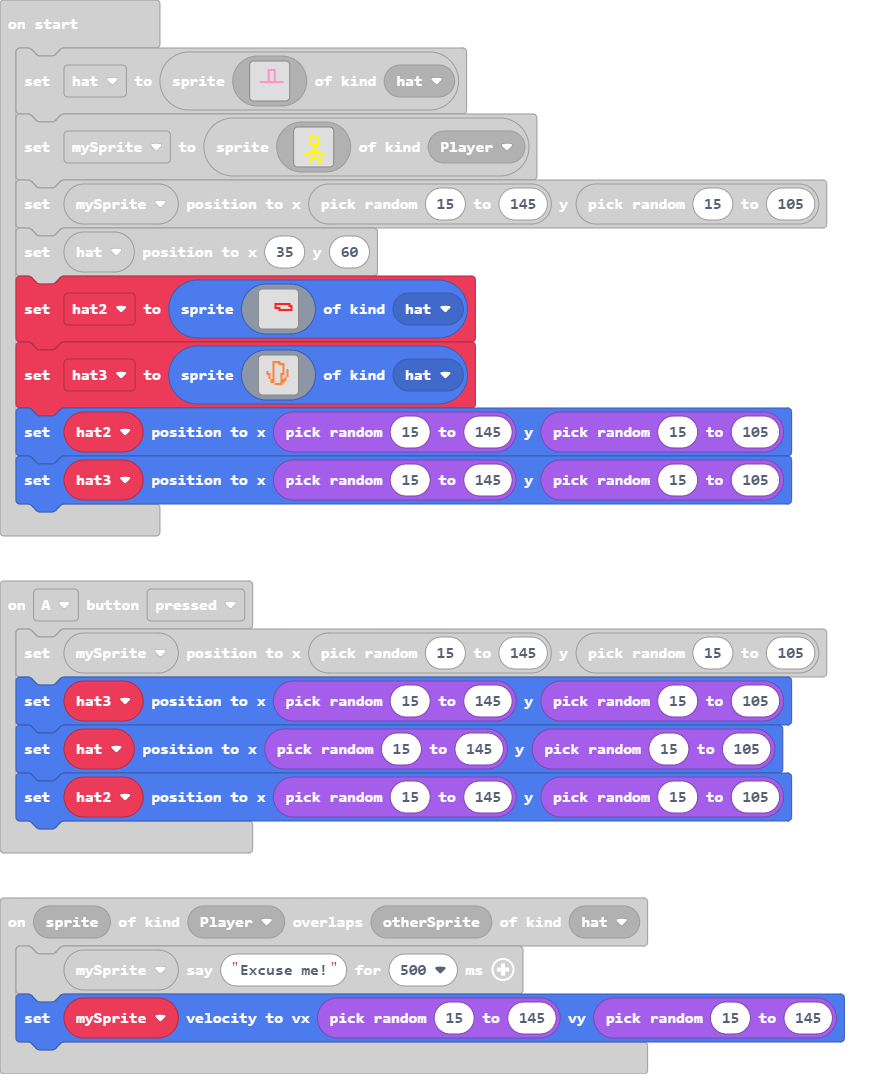 on start
set hat to sprite of kind hat
set mySprite to sprite of kind Player
set mySprite position to x pick random 15 to 145 y pick random 15 to 105
set hat position to x 35 y 60
set hat2 to sprite of kind hat
set hat3 to sprite of kind hat
set hat2 position to x pick random 15 to 145 y pick random 15 to 105
set hat3 position to x pick random 15 to 145 y pick random 15 to 105
on A button pressed
set mySprite position to x pick random 15 to 145 y pick random 15 to 105
set hat3 position to x pick random 15 to 145 y pick random 15 to 105
set hat position to x pick random 15 to 145 y pick random 15 to 105
set hat2 position to x pick random 15 to 145 y pick random 15 to 105
on sprite of kind Player overlaps otherSprite of kind hat
mySprite say "Excuse me!" for 500 ms
set mySprite velocity to vx pick random 15 to 145 vy pick random 15 to 145